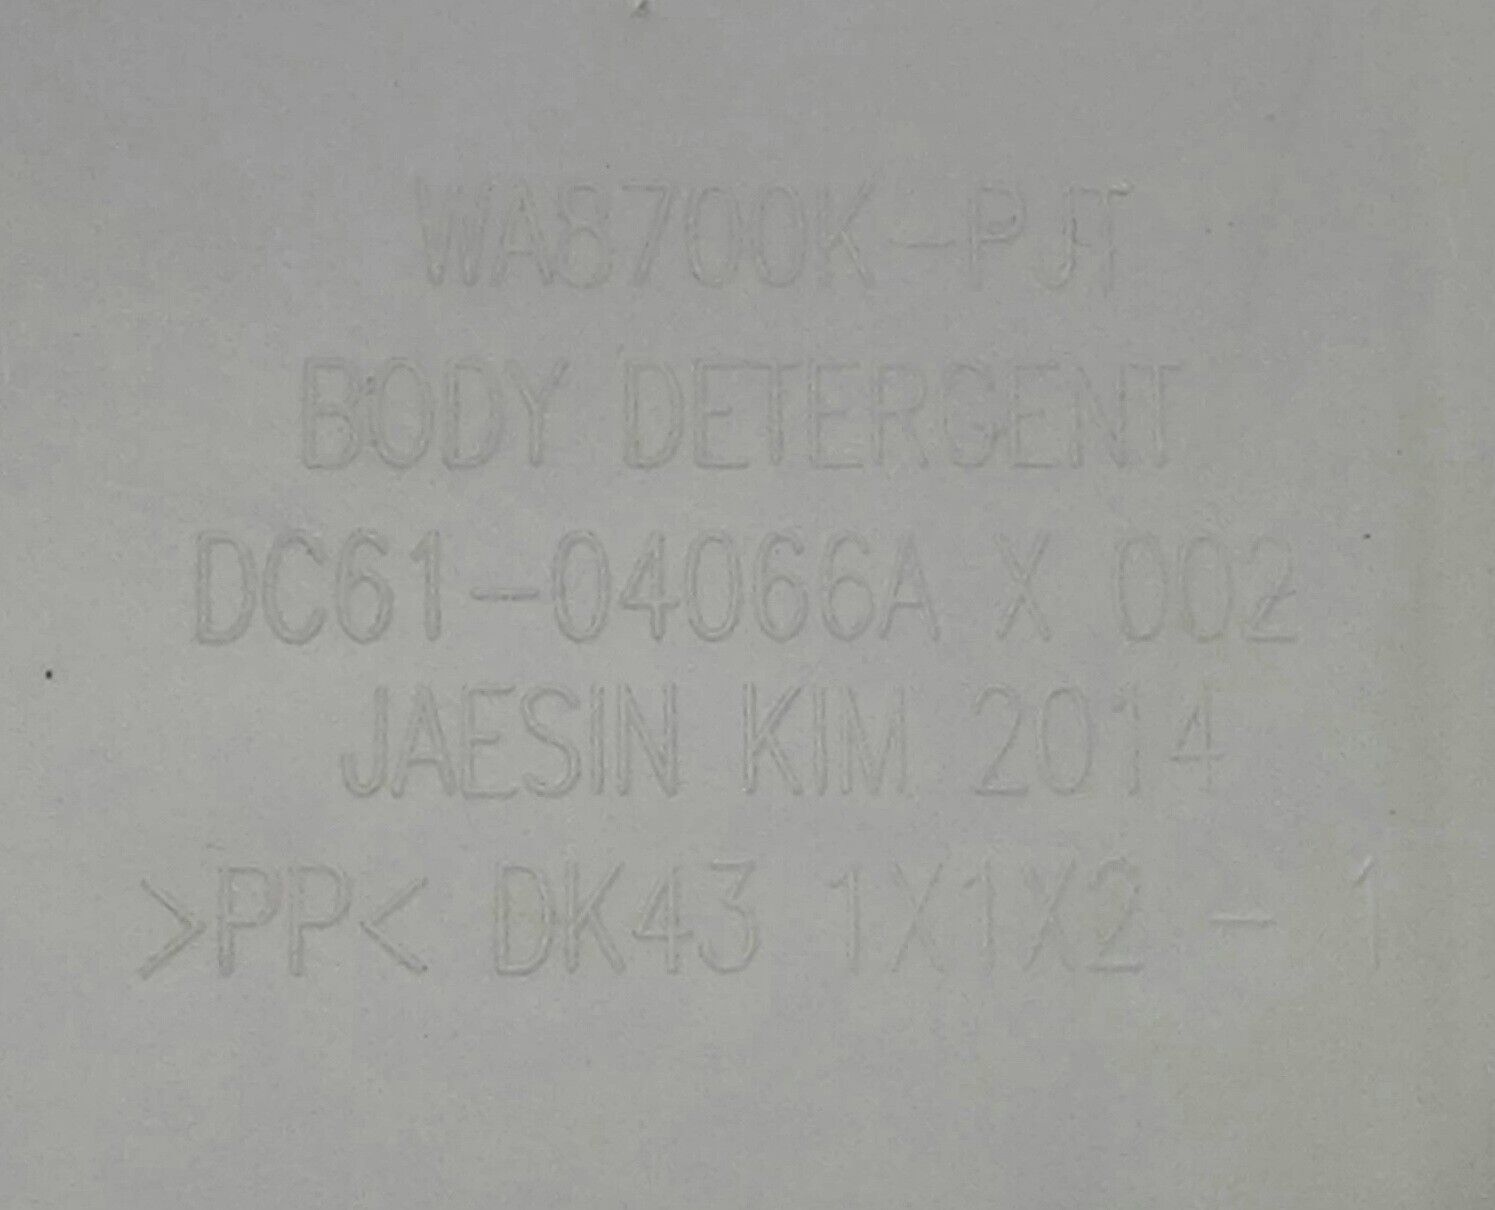 WA8700K-PJT
BODY DETERGENT
DC61-04066A X 002
JAESIN KIM 2014
>PP< DK43 1X1X2 - 1